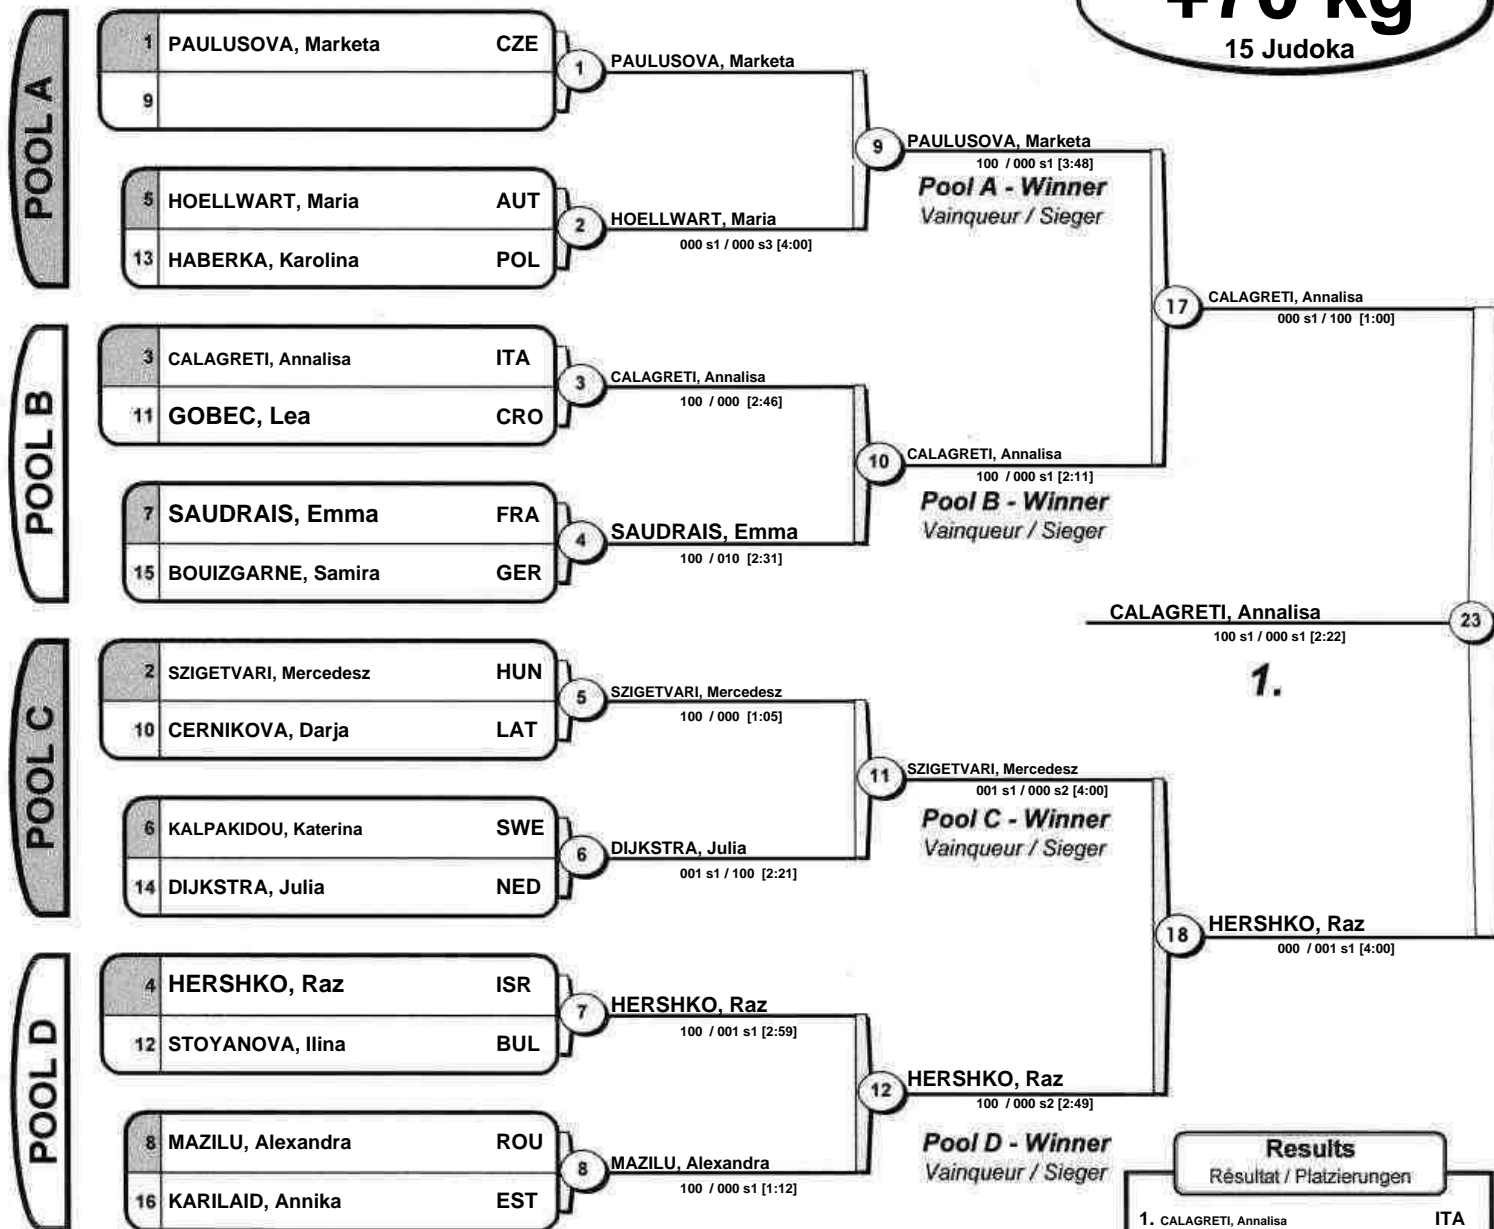 +70 kg
15 Judoka
POOL A
1 PAULUSOVA, Marketa CZE
9
1 PAULUSOVA, Marketa
5 HOELLWART, Maria AUT
13 HABERKA, Karolina POL
2 HOELLWART, Maria
000 s1 / 000 s3 [4:00]
9 PAULUSOVA, Marketa
100 / 000 s1 [3:48]
Pool A - Winner
Vainqueur / Sieger
POOL B
3 CALAGRETI, Annalisa ITA
11 GOBEC, Lea CRO
3 CALAGRETI, Annalisa
100 / 000 [2:46]
7 SAUDRAIS, Emma FRA
15 BOUIZGARNE, Samira GER
4 SAUDRAIS, Emma
100 / 010 [2:31]
10 CALAGRETI, Annalisa
100 / 000 s1 [2:11]
Pool B - Winner
Vainqueur / Sieger
17 CALAGRETI, Annalisa
000 s1 / 100 [1:00]
CALAGRETI, Annalisa 23
100 s1 / 000 s1 [2:22]
1.
POOL C
2 SZIGETVARI, Mercedesz HUN
10 CERNIKOVA, Darja LAT
5 SZIGETVARI, Mercedesz
100 / 000 [1:05]
6 KALPAKIDOU, Katerina SWE
14 DIJKSTRA, Julia NED
6 DIJKSTRA, Julia
001 s1 / 100 [2:21]
11 SZIGETVARI, Mercedesz
001 s1 / 000 s2 [4:00]
Pool C - Winner
Vainqueur / Sieger
18 HERSHKO, Raz
000 / 001 s1 [4:00]
POOL D
4 HERSHKO, Raz ISR
12 STOYANOVA, Ilina BUL
7 HERSHKO, Raz
100 / 001 s1 [2:59]
8 MAZILU, Alexandra ROU
16 KARILAID, Annika EST
8 MAZILU, Alexandra
100 / 000 s1 [1:12]
12 HERSHKO, Raz
100 / 000 s2 [2:49]
Pool D - Winner
Vainqueur / Sieger
Results
Résultat / Platzierungen
1. CALAGRETI, Annalisa ITA